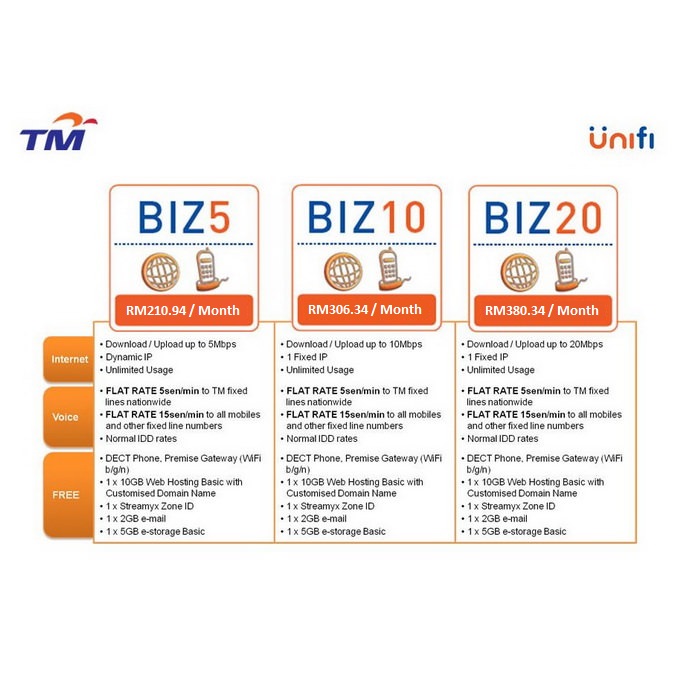 TM
ünifi
BIZ5
RM210.94 / Month
BIZ10
RM306.34 / Month
BIZ20
RM380.34 / Month
Internet
• Download / Upload up to 5Mbps
• Dynamic IP
• Unlimited Usage
• Download / Upload up to 10Mbps
• 1 Fixed IP
• Unlimited Usage
• Download / Upload up to 20Mbps
• 1 Fixed IP
• Unlimited Usage
Voice
• FLAT RATE 5sen/min to TM fixed
lines nationwide
• FLAT RATE 15sen/min to all mobiles
and other fixed line numbers
• Normal IDD rates
• FLAT RATE 5sen/min to TM fixed
lines nationwide
• FLAT RATE 15sen/min to all mobiles
and other fixed line numbers
• Normal IDD rates
• FLAT RATE 5sen/min to TM fixed
lines nationwide
• FLAT RATE 15sen/min to all mobiles
and other fixed line numbers
• Normal IDD rates
FREE
• DECT Phone, Premise Gateway (WiFi
b/g/n)
• 1 x 10GB Web Hosting Basic with
Customised Domain Name
• 1 x Streamyx Zone ID
• 1 x 2GB e-mail
• 1 x 5GB e-storage Basic
• DECT Phone, Premise Gateway (WiFi
b/g/n)
• 1 x 10GB Web Hosting Basic with
Customised Domain Name
• 1 x Streamyx Zone ID
• 1 x 2GB e-mail
• 1 x 5GB e-storage Basic
• DECT Phone, Premise Gateway (WiFi
b/g/n)
• 1 x 10GB Web Hosting Basic with
Customised Domain Name
• 1 x Streamyx Zone ID
• 1 x 2GB e-mail
• 1 x 5GB e-storage Basic